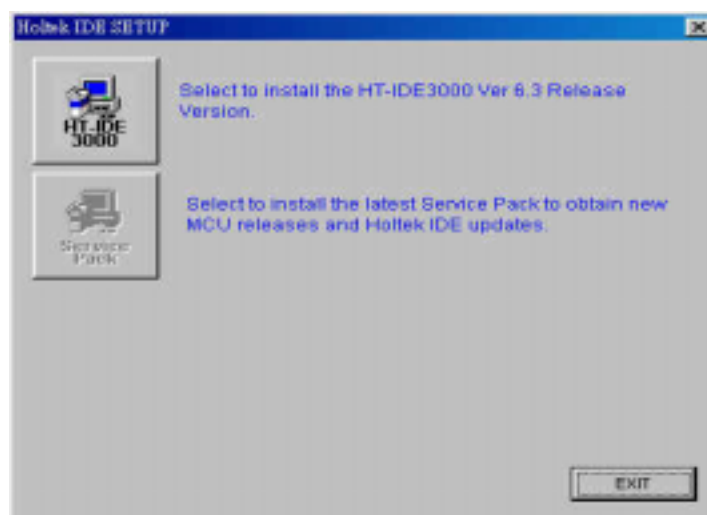 Holtek IDE SETUP
HT-IDE
3000
Select to install the HT-IDE3000 Ver 6.3 Release
Version.
Service
Pack
Select to install the latest Service Pack to obtain new
MCU releases and Holtek IDE updates.
EXIT